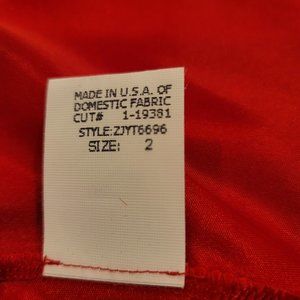 MADE IN U.S.A. OF
DOMESTIC FABRIC
CUT# 1-19381
STYLE:ZJYT6696
SIZE: 2